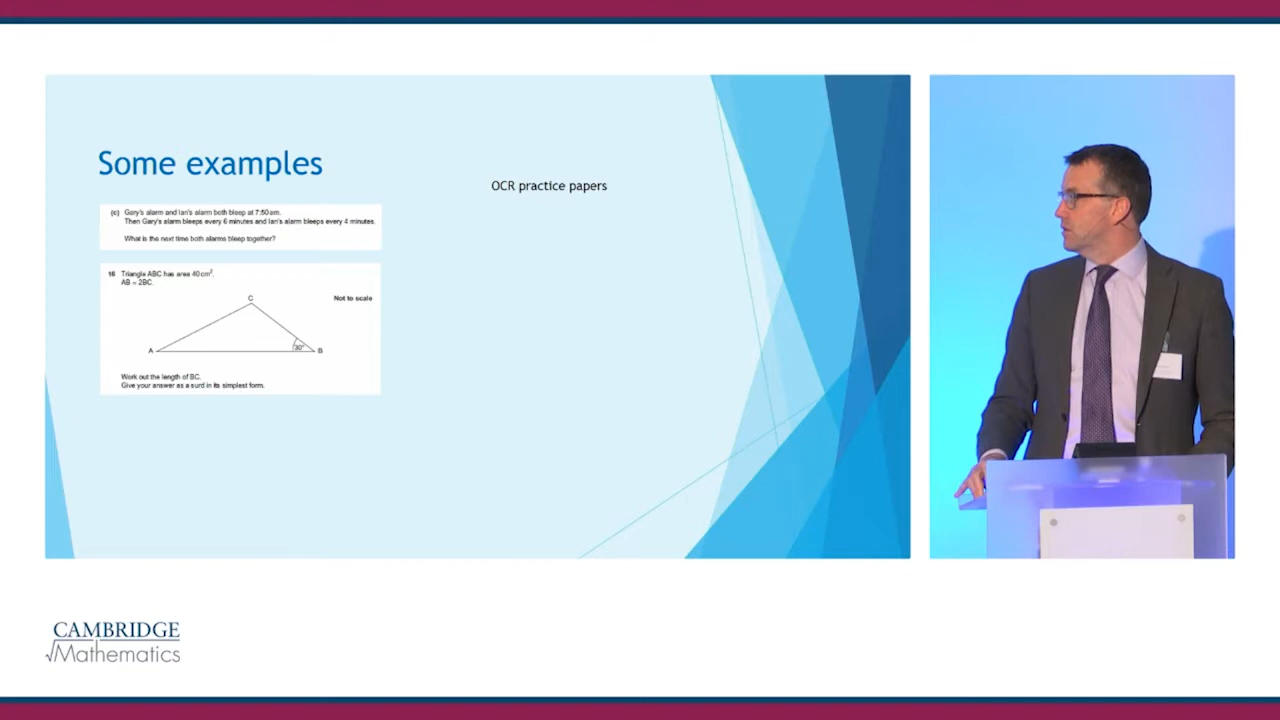 Some examples
OCR practice papers
(c) Gary's alarm and Ian's alarm both bleep at 7:50am.
Then Gary's alarm bleeps every 6 minutes and Ian's alarm bleeps every 4 minutes.
What is the next time both alarms bleep together?
16 Triangle ABC has area 40 cm².
AB = 2BC.
C
Not to scale
A
30°
B
Work out the length of BC.
Give your answer as a surd in its simplest form.
CAMBRIDGE
√Mathematics